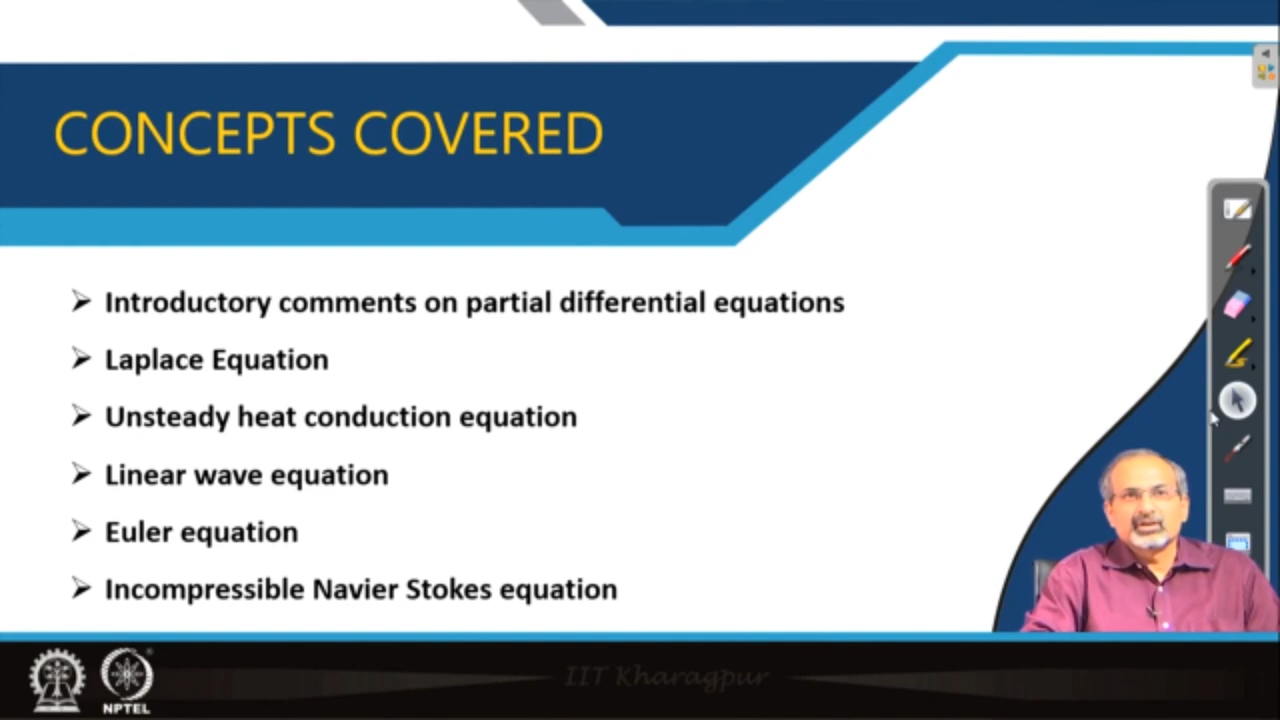 CONCEPTS COVERED
Introductory comments on partial differential equations
Laplace Equation
Unsteady heat conduction equation
Linear wave equation
Euler equation
Incompressible Navier Stokes equation
IIT Kharagpur
NPTEL